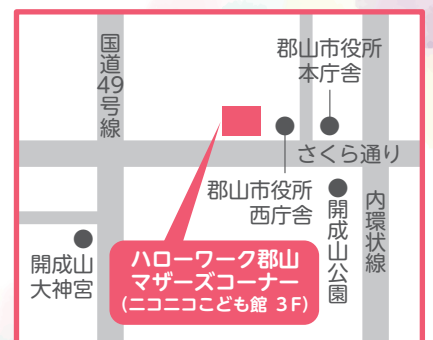 国道49号線
郡山市役所
本庁舎
さくら通り
郡山市役所
西庁舎
開成山公園
内環状線
開成山
大神宮
ハローワーク郡山
マザーズコーナー
(ニコニコこども館 3F)